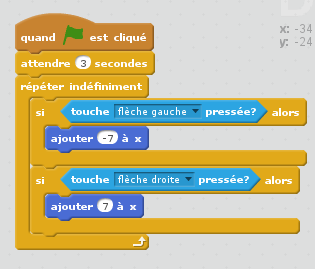 x: -34
y: -24
quand est cliqué
attendre 3 secondes
répéter indéfiniment
si touche flèche gauche pressée? alors
ajouter -7 à x
si touche flèche droite pressée? alors
ajouter 7 à x